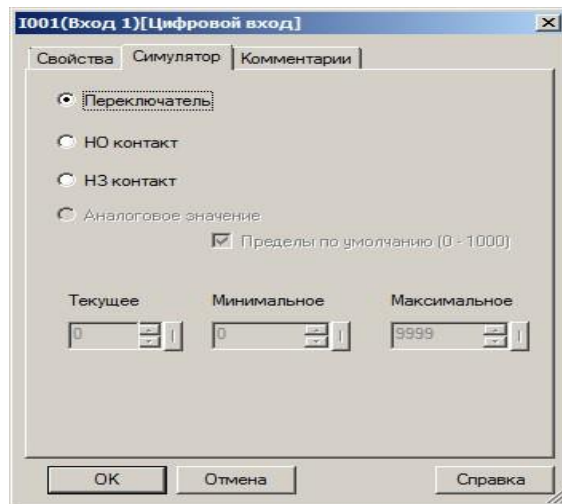 I001(Вход 1)[Цифровой вход]
Свойства Симулятор Комментарии
Переключатель
НО контакт
НЗ контакт
Аналоговое значение
Пределы по умолчанию (0 - 1000)
Текущее Минимальное Максимальное
0 0 9999
OK Отмена Справка